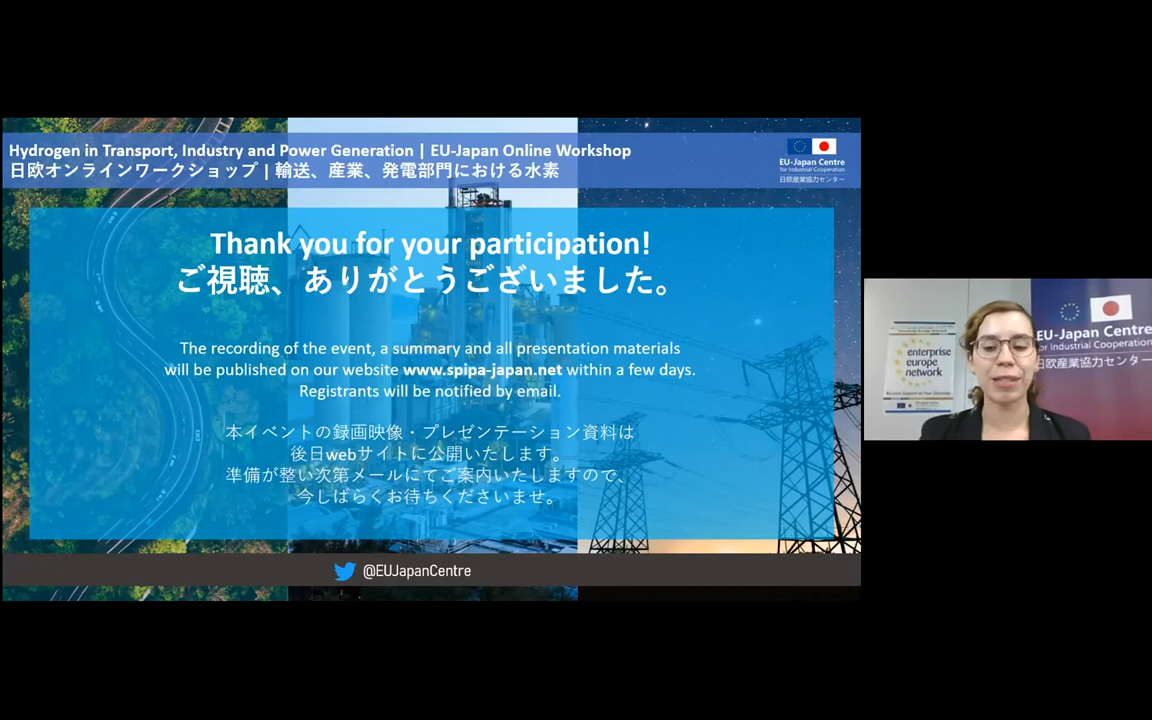 Hydrogen in Transport, Industry and Power Generation | EU-Japan Online Workshop
日欧オンラインワークショップ | 輸送、産業、発電部門における水素
EU-Japan Centre
for Industrial Cooperation
日欧産業協力センター
Thank you for your participation!
ご視聴、ありがとうございました。
The recording of the event, a summary and all presentation materials
will be published on our website www.spipa-japan.net within a few days.
Registrants will be notified by email.
本イベントの録画映像・プレゼンテーション資料は
後日webサイトに公開いたします。
準備が整い次第メールにてご案内いたしますので、
今しばらくお待ちくださいませ。
@EUJapanCentre
enterprise
europe
network
Business Support on Your Doorstep
EU-Japan Centre
for Industrial Cooperation
日欧産業協力センター